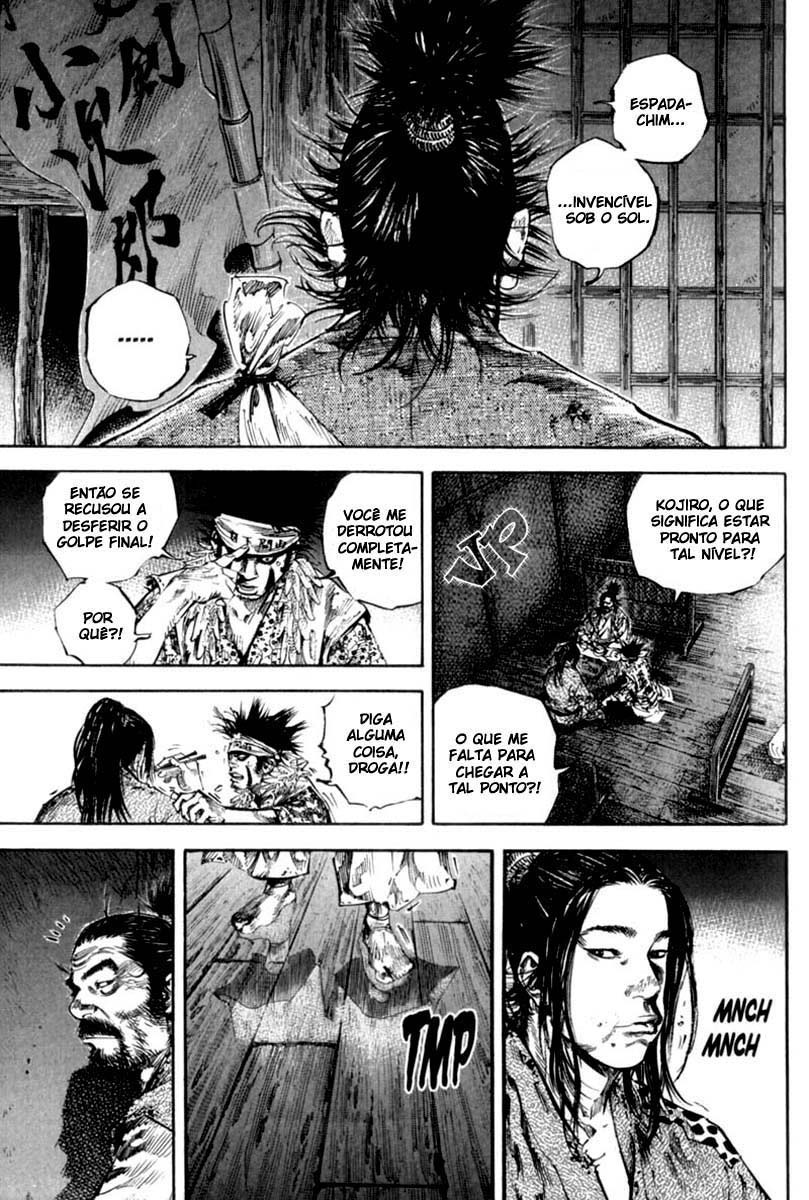 ESPADA-
CHIM...
...INVENCÍVEL
SOB O SOL.
剣
小次郎
.....
KOJIRO, O QUE
SIGNIFICA ESTAR
PRONTO PARA
TAL NÍVEL?!
VP
O QUE ME
FALTA PARA
CHEGAR A
TAL PONTO?!
VOCÊ ME
DERROTOU
COMPLETA-
MENTE!
ENTÃO SE
RECUSOU A
DESFERIR O
GOLPE FINAL!
POR
QUÊ?!
DIGA
ALGUMA
COISA,
DROGA!!
MNCH
MNCH
TMP